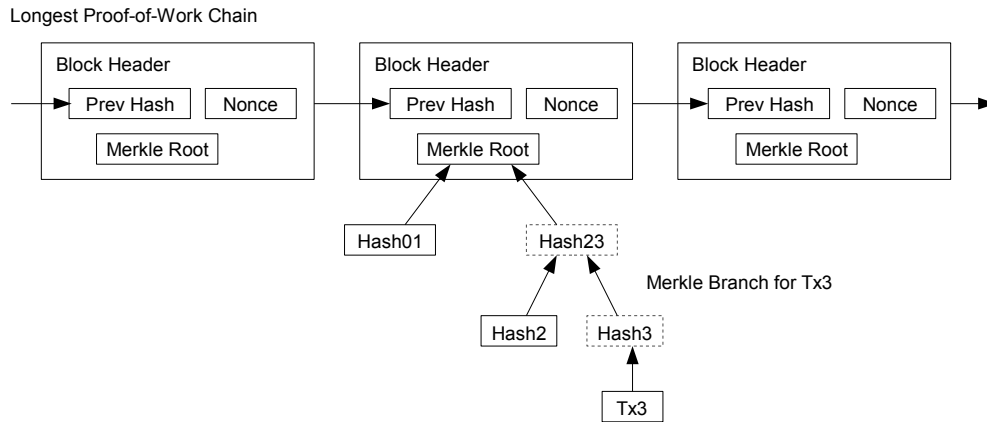 Longest Proof-of-Work Chain
Block Header
Block Header
Block Header
Prev Hash
Nonce
Prev Hash
Nonce
Prev Hash
Nonce
Merkle Root
Merkle Root
Merkle Root
Hash01
Hash23
Merkle Branch for Tx3
Hash2
Hash3
Tx3